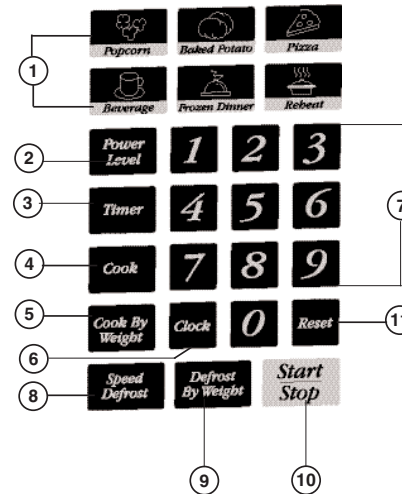 Popcorn Baked Potato Pizza
1
Beverage Frozen Dinner Reheat
Power Level 1 2 3
2
Timer 4 5 6
3
7
Cook 7 8 9
4
Cook By Weight Clock 0 Reset
5
11
6
Speed Defrost Defrost By Weight Start Stop
8
9
10